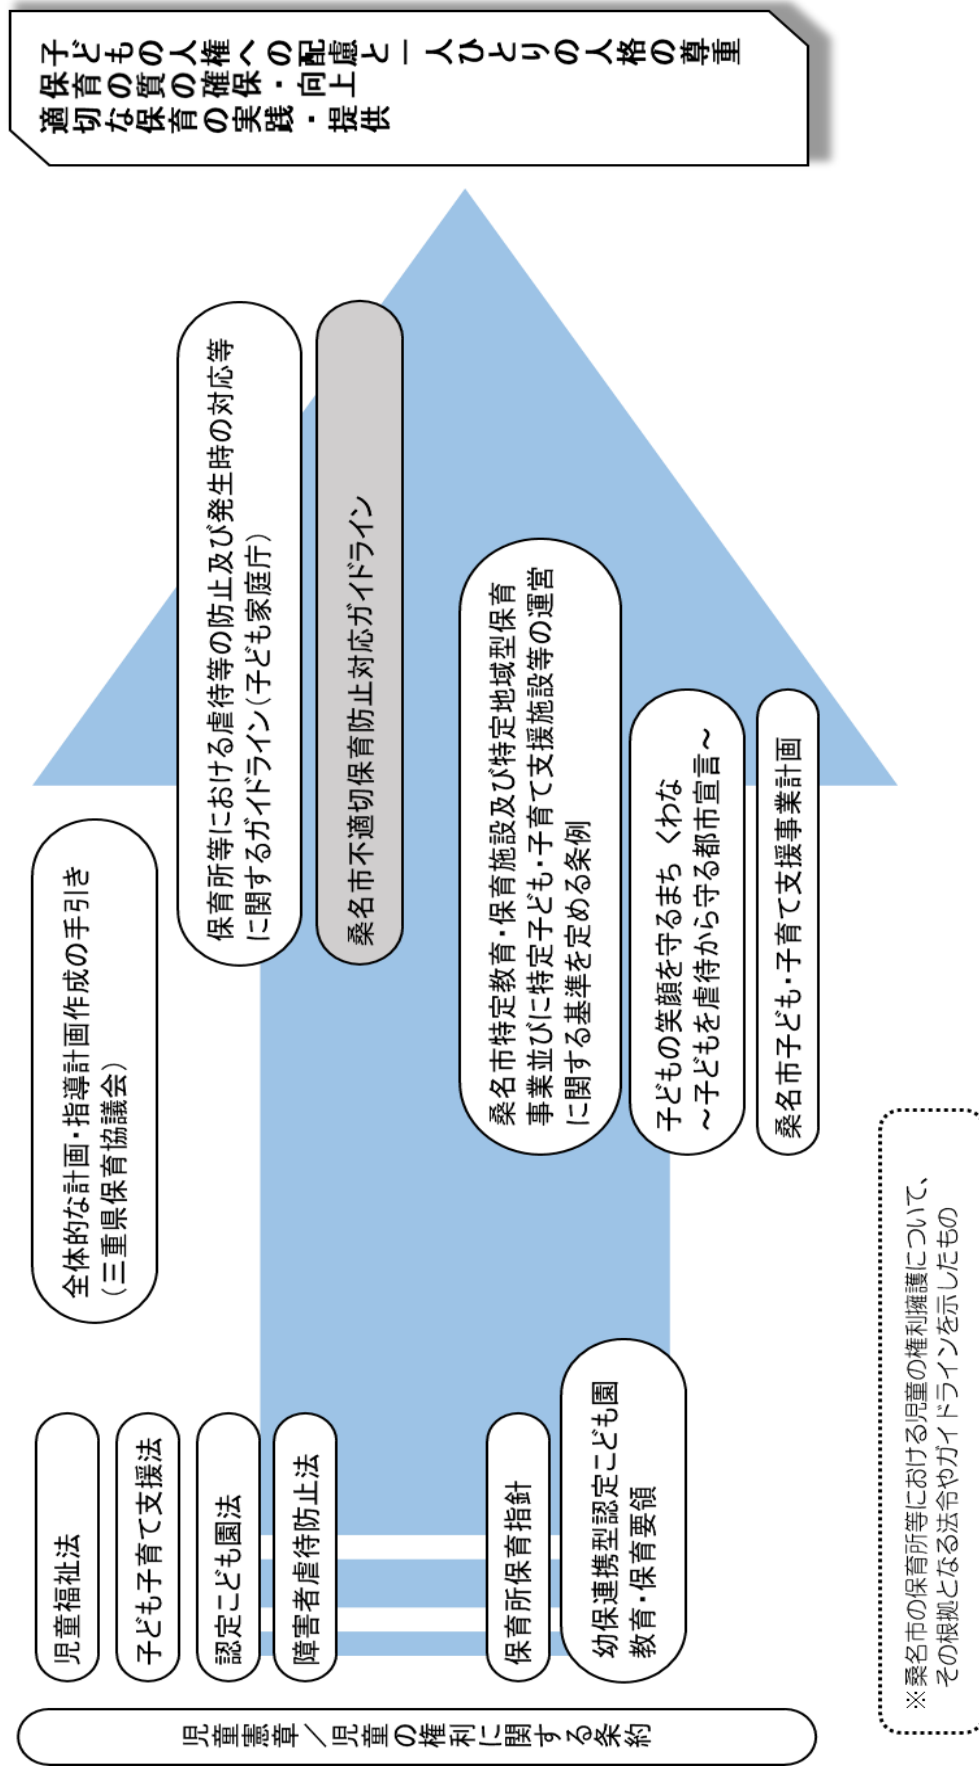 児童憲章／児童の権利に関する条約
児童福祉法
子ども子育て支援法
認定こども園法
障害者虐待防止法
保育所保育指針
幼保連携型認定こども園
教育・保育要領
全体的な計画・指導計画作成の手引き
（三重県保育協議会）
保育所等における虐待等の防止及び発生時の対応等
に関するガイドライン（子ども家庭庁）
桑名市不適切保育防止対応ガイドライン
桑名市特定教育・保育施設及び特定地域型保育
事業並びに特定子ども・子育て支援施設等の運営
に関する基準を定める条例
子どもの笑顔を守るまち くわな
～子どもを虐待から守る都市宣言～
桑名市子ども・子育て支援事業計画
子どもの人権への配慮と一人ひとりの人格の尊重
保育の質の確保・向上
適切な保育の実践・提供
※桑名市の保育所等における児童の権利擁護について、
その根拠となる法令やガイドラインを示したもの